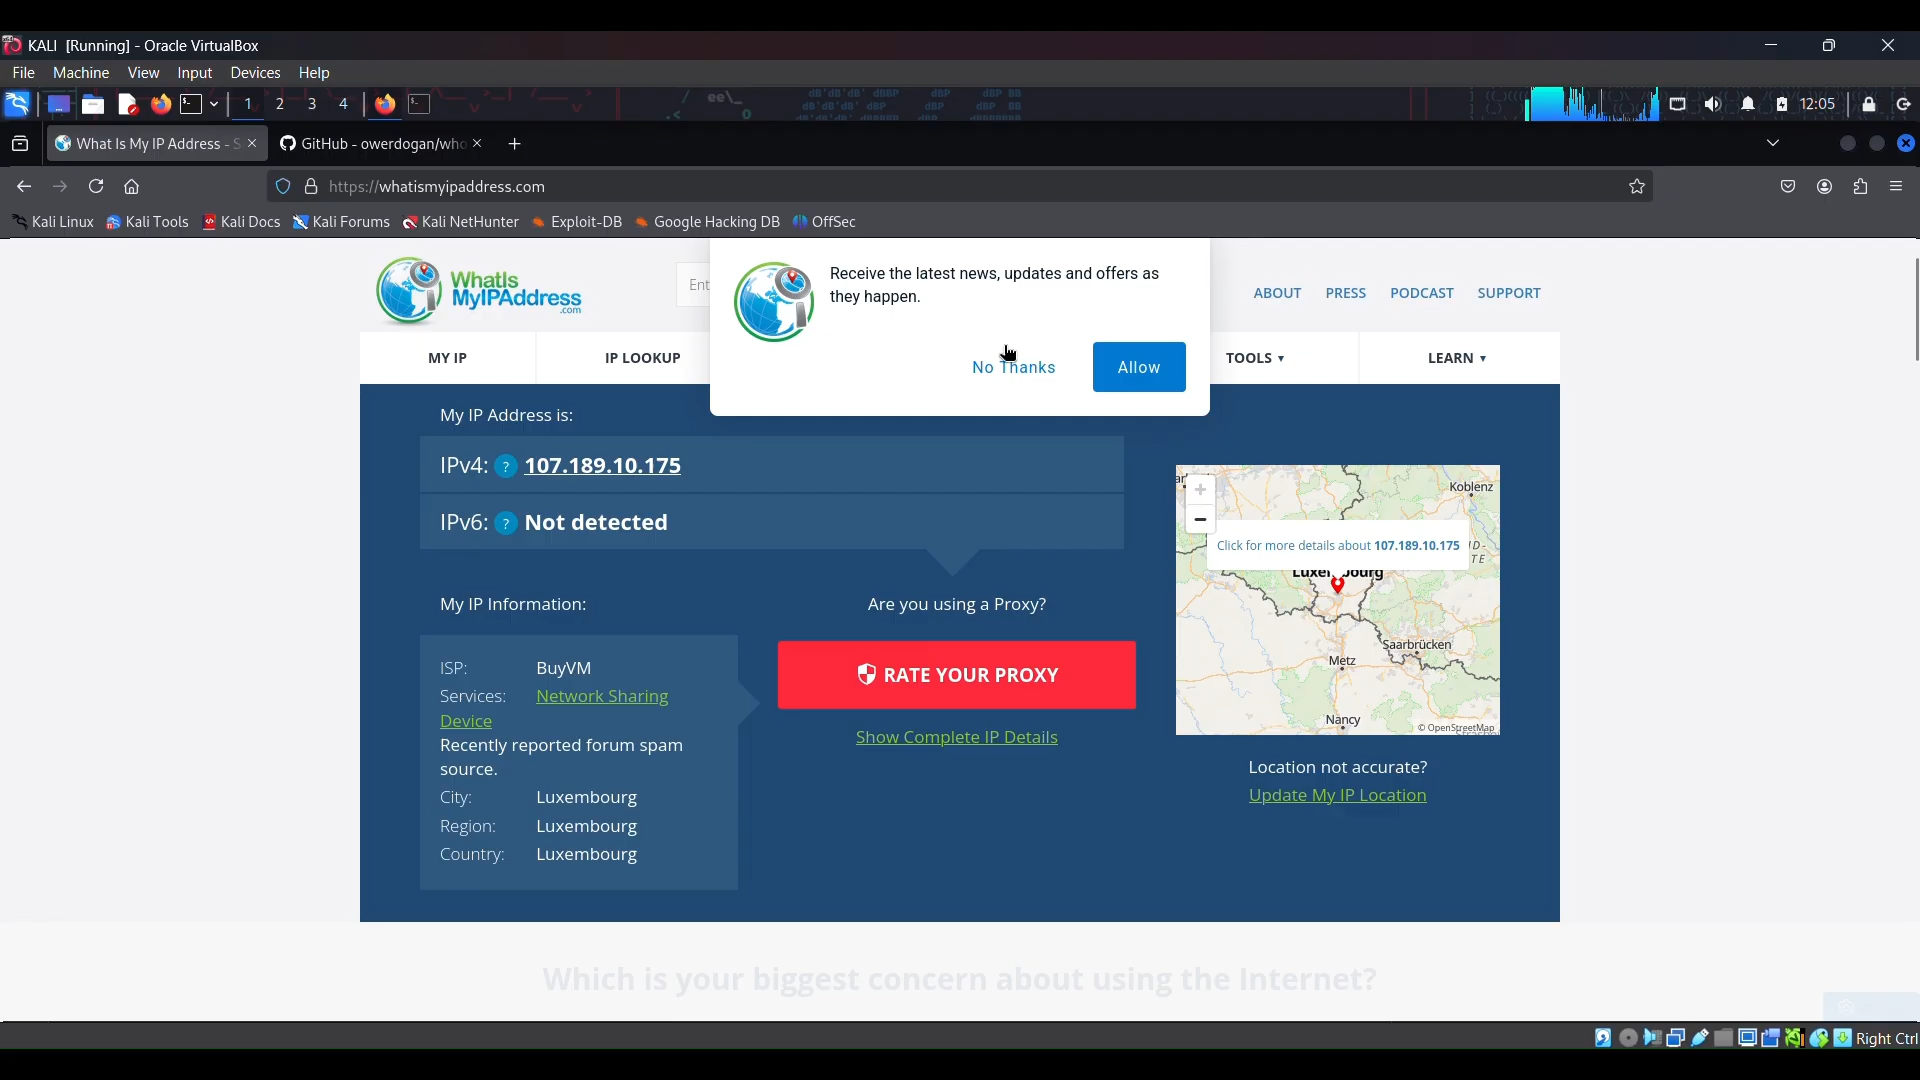 KALI [Running] - Oracle VirtualBox
File Machine View Input Devices Help
1 2 3 4 12:05
What Is My IP Address - S GitHub - owerdogan/who
https://whatismyipaddress.com
Kali Linux Kali Tools Kali Docs Kali Forums Kali NetHunter Exploit-DB Google Hacking DB OffSec
WhatIs
MyIPAddress
.com
Ent
Receive the latest news, updates and offers as
they happen.
No Thanks Allow
ABOUT PRESS PODCAST SUPPORT
MY IP IP LOOKUP TOOLS ▾ LEARN ▾
My IP Address is:
IPv4: ? 107.189.10.175
IPv6: ? Not detected
My IP Information:
ISP: BuyVM
Services: Network Sharing
Device
Recently reported forum spam
source.
City: Luxembourg
Region: Luxembourg
Country: Luxembourg
Are you using a Proxy?
RATE YOUR PROXY
Show Complete IP Details
+
−
Koblenz
Click for more details about 107.189.10.175
Luxembourg
Saarbrücken
Metz
Nancy
© OpenStreetMap
Location not accurate?
Update My IP Location
Which is your biggest concern about using the Internet?
Right Ctrl